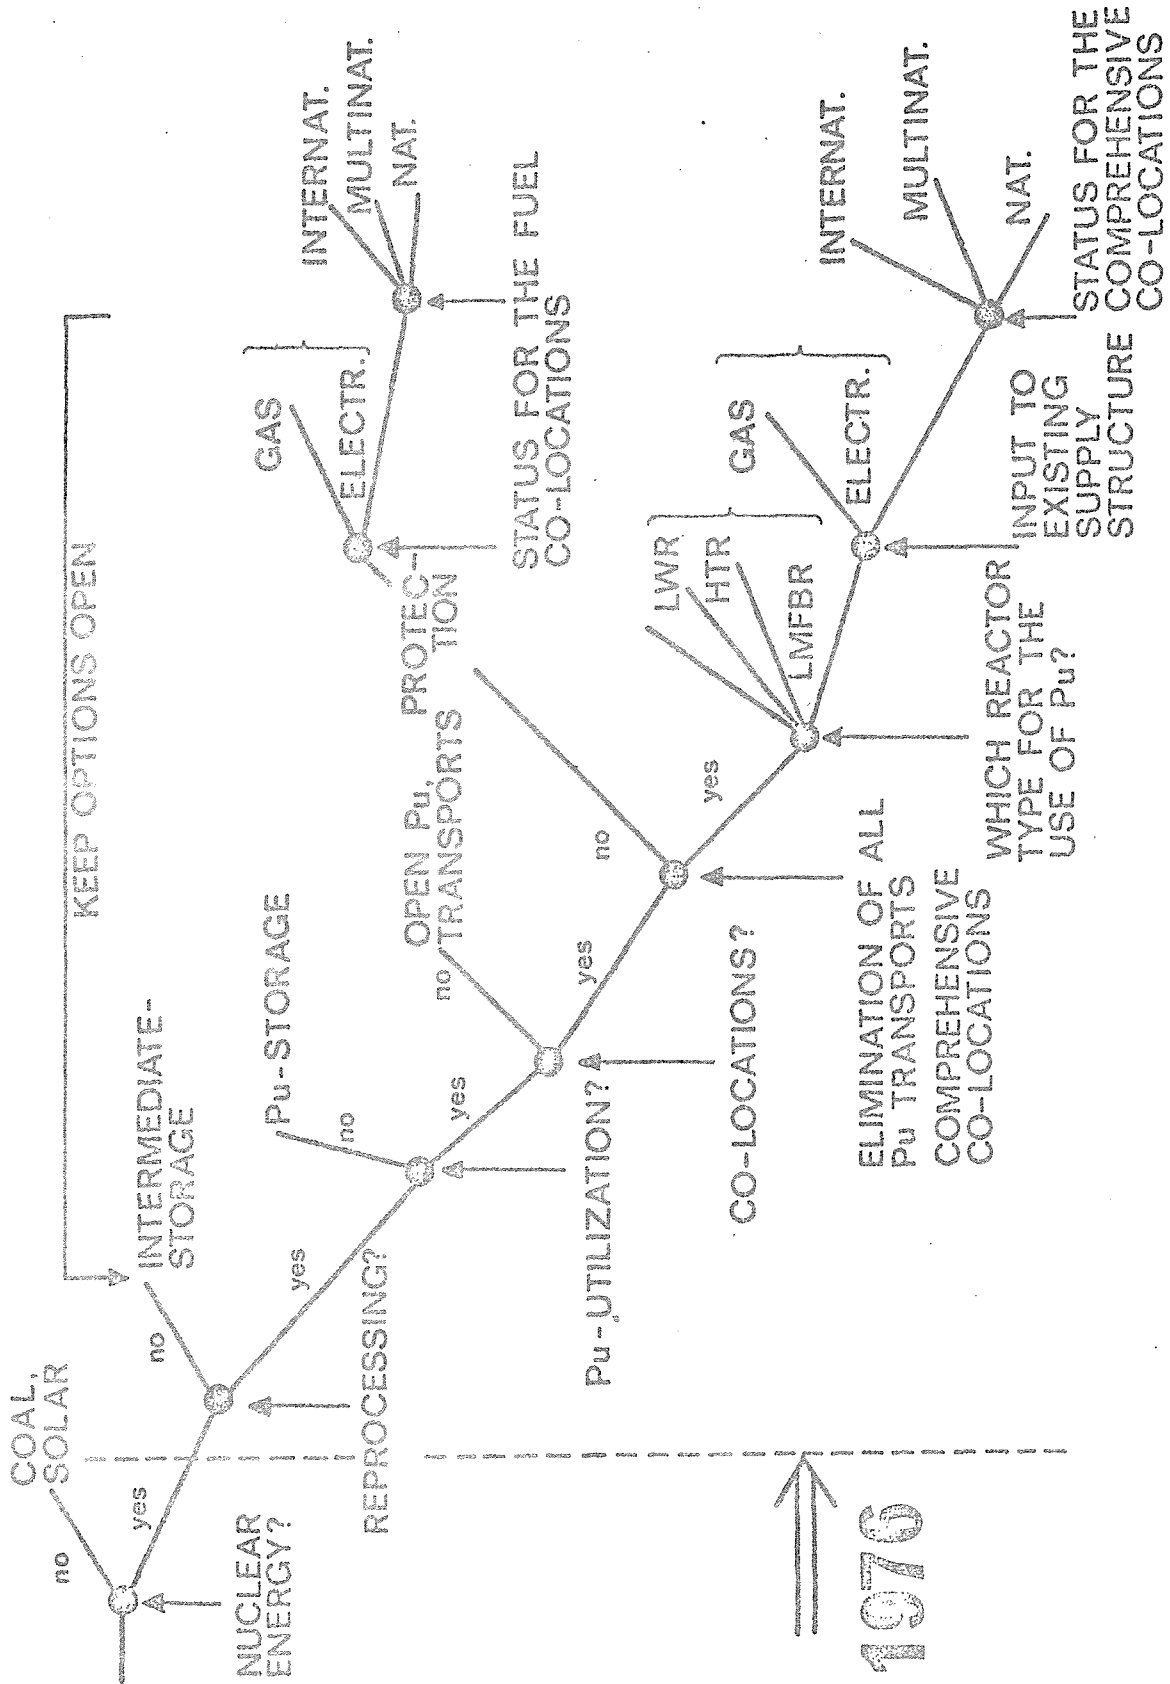 KEEP OPTIONS OPEN
COAL,
SOLAR
no
yes
NUCLEAR
ENERGY?
INTERMEDIATE-
STORAGE
no
yes
REPROCESSING?
Pu-STORAGE
no
yes
Pu-UTILIZATION?
OPEN Pu,
TRANSPORTS
no
yes
CO-LOCATIONS?
PROTEC-
TION
no
yes
ELIMINATION OF ALL
Pu TRANSPORTS
COMPREHENSIVE
CO-LOCATIONS
GAS
ELECTR.
INTERNAT.
MULTINAT.
NAT.
STATUS FOR THE FUEL
CO-LOCATIONS
LWR
HTR
LMFBR
WHICH REACTOR
TYPE FOR THE
USE OF Pu?
GAS
ELECTR.
INPUT TO
EXISTING
SUPPLY
STRUCTURE
INTERNAT.
MULTINAT.
NAT.
STATUS FOR THE
COMPREHENSIVE
CO-LOCATIONS
1976